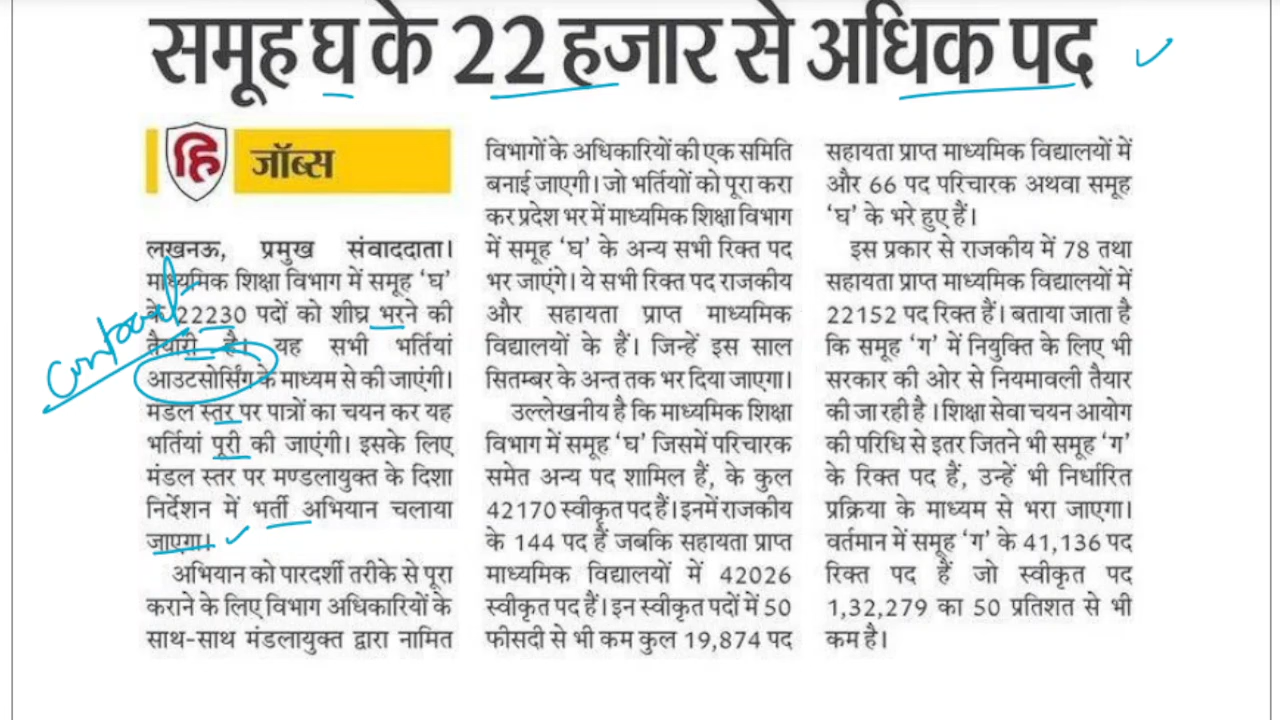 समूह घ के 22 हजार से अधिक पद
हि
जॉब्स
लखनऊ, प्रमुख संवाददाता।
माध्यमिक शिक्षा विभाग में समूह ‘घ’
के 22230 पदों को शीघ्र भरने की
तैयारी है। यह सभी भर्तियां
आउटसोर्सिंग के माध्यम से की जाएंगी।
मंडल स्तर पर पात्रों का चयन कर यह
भर्तियां पूरी की जाएंगी। इसके लिए
मंडल स्तर पर मण्डलायुक्त के दिशा
निर्देशन में भर्ती अभियान चलाया
जाएगा।
अभियान को पारदर्शी तरीके से पूरा
कराने के लिए विभाग अधिकारियों के
साथ-साथ मंडलायुक्त द्वारा नामित
विभागों के अधिकारियों की एक समिति
बनाई जाएगी। जो भर्तियाों को पूरा करा
कर प्रदेश भर में माध्यमिक शिक्षा विभाग
में समूह ‘घ’ के अन्य सभी रिक्त पद
भर जाएंगे। ये सभी रिक्त पद राजकीय
और सहायता प्राप्त माध्यमिक
विद्यालयों के हैं। जिन्हें इस साल
सितम्बर के अन्त तक भर दिया जाएगा।
उल्लेखनीय है कि माध्यमिक शिक्षा
विभाग में समूह ‘घ’ जिसमें परिचारक
समेत अन्य पद शामिल हैं, के कुल
42170 स्वीकृत पद हैं। इनमें राजकीय
के 144 पद हैं जबकि सहायता प्राप्त
माध्यमिक विद्यालयों में 42026
स्वीकृत पद हैं। इन स्वीकृत पदों में 50
फीसदी से भी कम कुल 19,874 पद
सहायता प्राप्त माध्यमिक विद्यालयों में
और 66 पद परिचारक अथवा समूह
‘घ’ के भरे हुए हैं।
इस प्रकार से राजकीय में 78 तथा
सहायता प्राप्त माध्यमिक विद्यालयों में
22152 पद रिक्त हैं। बताया जाता है
कि समूह ‘ग’ में नियुक्ति के लिए भी
सरकार की ओर से नियमावली तैयार
की जा रही है । शिक्षा सेवा चयन आयोग
की परिधि से इतर जितने भी समूह ‘ग’
के रिक्त पद हैं, उन्हें भी निर्धारित
प्रक्रिया के माध्यम से भरा जाएगा।
वर्तमान में समूह ‘ग’ के 41,136 पद
रिक्त पद हैं जो स्वीकृत पद
1,32,279 का 50 प्रतिशत से भी
कम है।